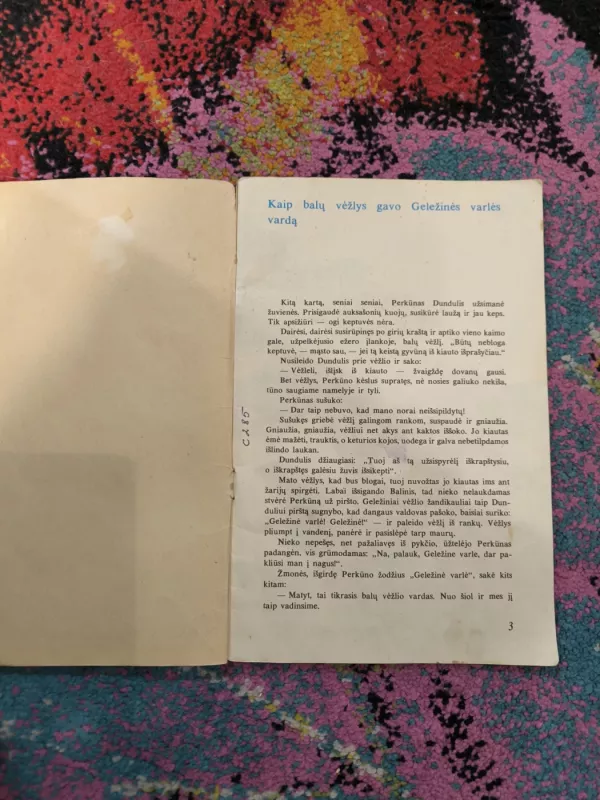 Kaip balų vėžlys gavo Geležinės varlės
vardą
Kitą kartą, seniai seniai, Perkūnas Dundulis užsimanė
žuvienės. Prisigaudė auksašonių kuojų, susikūrė laužą ir jau keps.
Tik apsižiūri — ogi keptuvės nėra.
Dairėsi, dairėsi susirūpinęs po girių kraštą ir aptiko vieno kaimo
gale, užpelkėjusio ežero įlankoje, balų vėžlį. „Būtų nebloga
keptuvė, — mąsto sau, — jei tą keistą gyvūną iš kiauto išprašyčiau.“
Nusileido Dundulis prie vėžlio ir sako:
— Vėžleli, išlįsk iš kiauto — žvaigždę dovanų gausi.
Bet vėžlys, Perkūno kėslus supratęs, nė nosies galiuko nekiša,
tūno saugiame namelyje ir tyli.
Perkūnas sušuko:
— Dar taip nebuvo, kad mano norai neišsipildytų!
Sušukęs griebė vėžlį galingom rankom, suspaudė ir gniaužia.
Gniaužia, gniaužia, vėžliui net akys ant kaktos iššoko. Jo kiautas
ėmė mažėti, trauktis, o keturios kojos, uodega ir galva nebetilpdamos
išlindo laukan.
Dundulis džiaugiasi: „Tuoj aš tą užsispyrėlį iškrapštysiu,
o iškrapštęs galėsiu žuvis išsikepti“.
Mato vėžlys, kad bus blogai, tuoj nuvožtas jo kiautas ims ant
žarijų spirgėti. Labai išsigando Balinis, tad nieko nelaukdamas
stvėrė Perkūną už piršto. Geležiniai vėžlio žandikauliai taip Dun-
duliui pirštą sugnybo, kad dangaus valdovas pašoko, baisiai suriko:
„Geležinė varlė! Geležinė!“ — ir paleido vėžlį iš rankų. Vėžlys
pliumpt į vandenį, panėrė ir pasislėpė tarp maurų.
Nieko nepešęs, net pažaliavęs iš pykčio, ūžtelėjo Perkūnas
padangėn, vis grūmodamas: „Na, palauk, Geležine varle, dar pa-
kliūsi man į nagus!“
Žmonės, išgirdę Perkūno žodžius „Geležinė varlė“, sakė kits
kitam:
— Matyt, tai tikrasis balų vėžlio vardas. Nuo šiol ir mes jį
taip vadinsime.
3